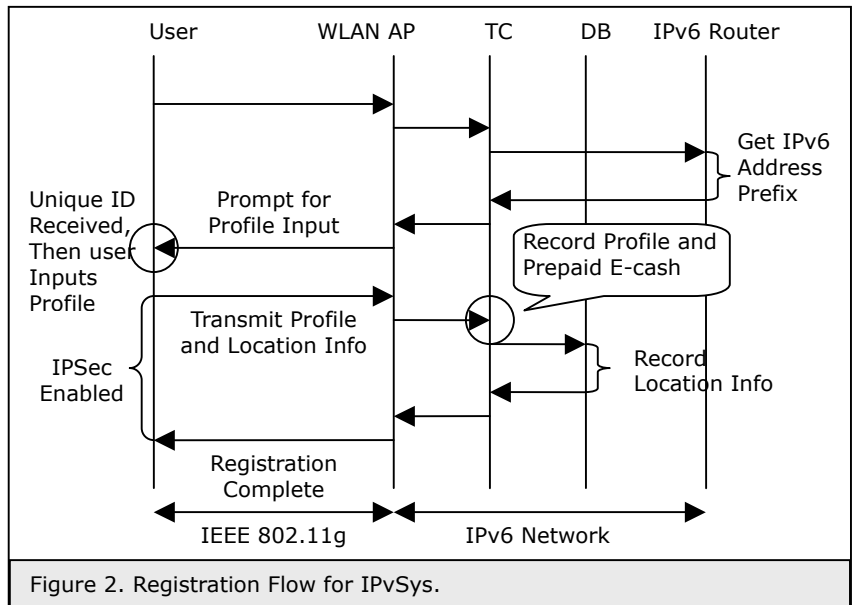 User WLAN AP TC DB IPv6 Router
Get IPv6
Address
Prefix
Unique ID
Received,
Then user
Inputs
Profile
Prompt for
Profile Input
Record Profile and
Prepaid E-cash
Transmit Profile
and Location Info
IPSec
Enabled
Record
Location Info
Registration
Complete
IEEE 802.11g
IPv6 Network
Figure 2. Registration Flow for IPvSys.